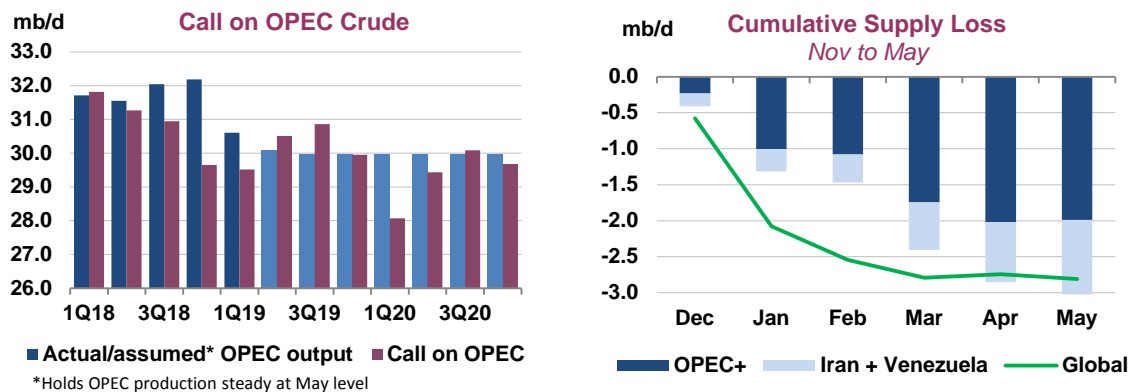 mb/d
Call on OPEC Crude
33.0
32.0
31.0
30.0
29.0
28.0
27.0
26.0
1Q18 3Q18 1Q19 3Q19 1Q20 3Q20
Actual/assumed* OPEC output Call on OPEC
*Holds OPEC production steady at May level
mb/d
Cumulative Supply Loss
Nov to May
0.0
-0.5
-1.0
-1.5
-2.0
-2.5
-3.0
Dec Jan Feb Mar Apr May
OPEC+ Iran + Venezuela Global